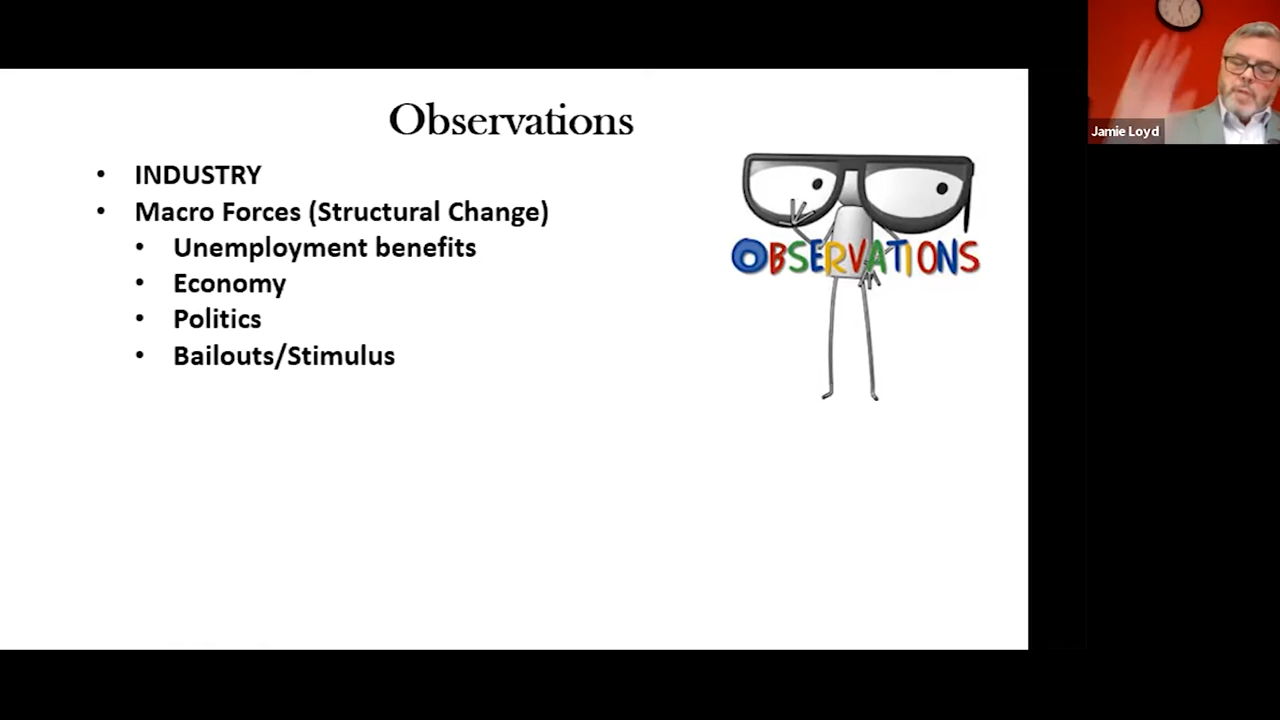 Observations
• INDUSTRY
• Macro Forces (Structural Change)
• Unemployment benefits
• Economy
• Politics
• Bailouts/Stimulus
OBSERVATIONS
Jamie Loyd